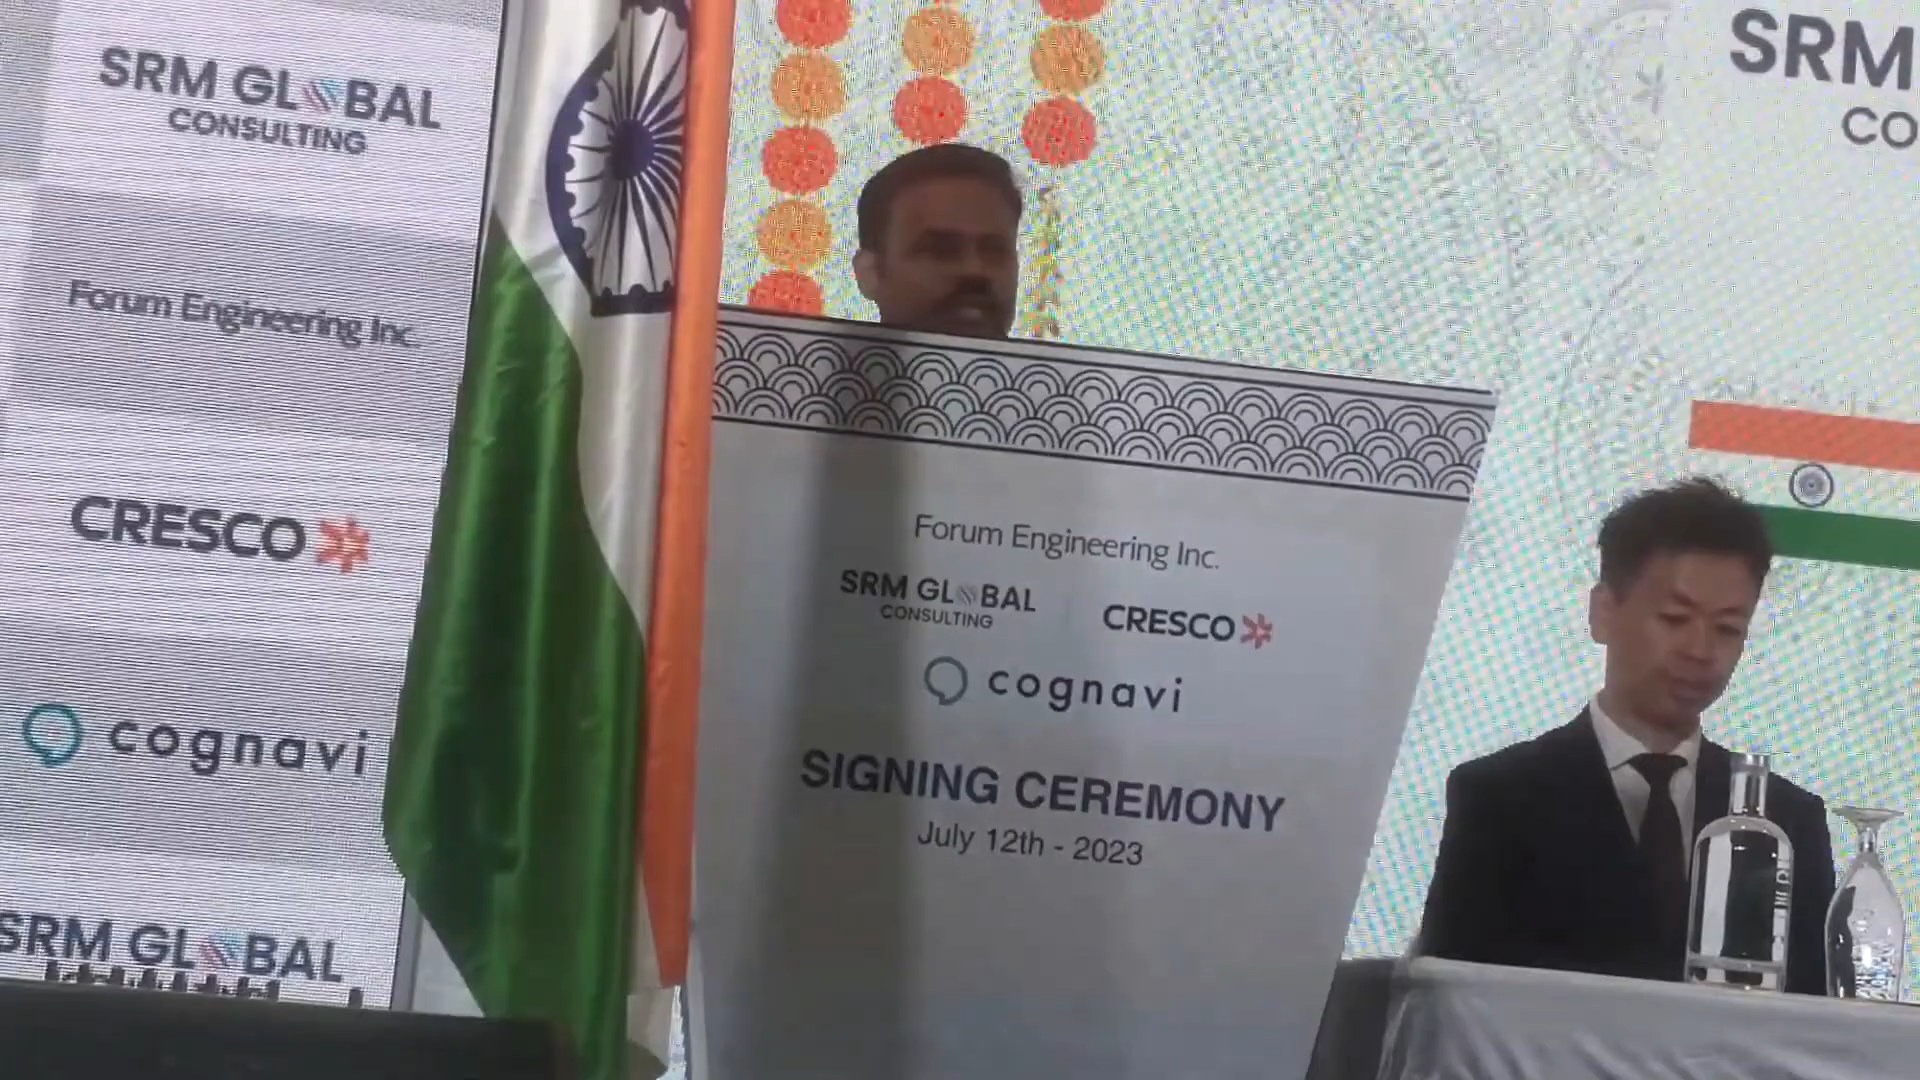 SRM GLOBAL
CONSULTING
Forum Engineering Inc.
CRESCO
cognavi
SRM GLOBAL
Forum Engineering Inc.
SRM GLOBAL
CONSULTING
CRESCO
cognavi
SIGNING CEREMONY
July 12th - 2023
SRM
CO